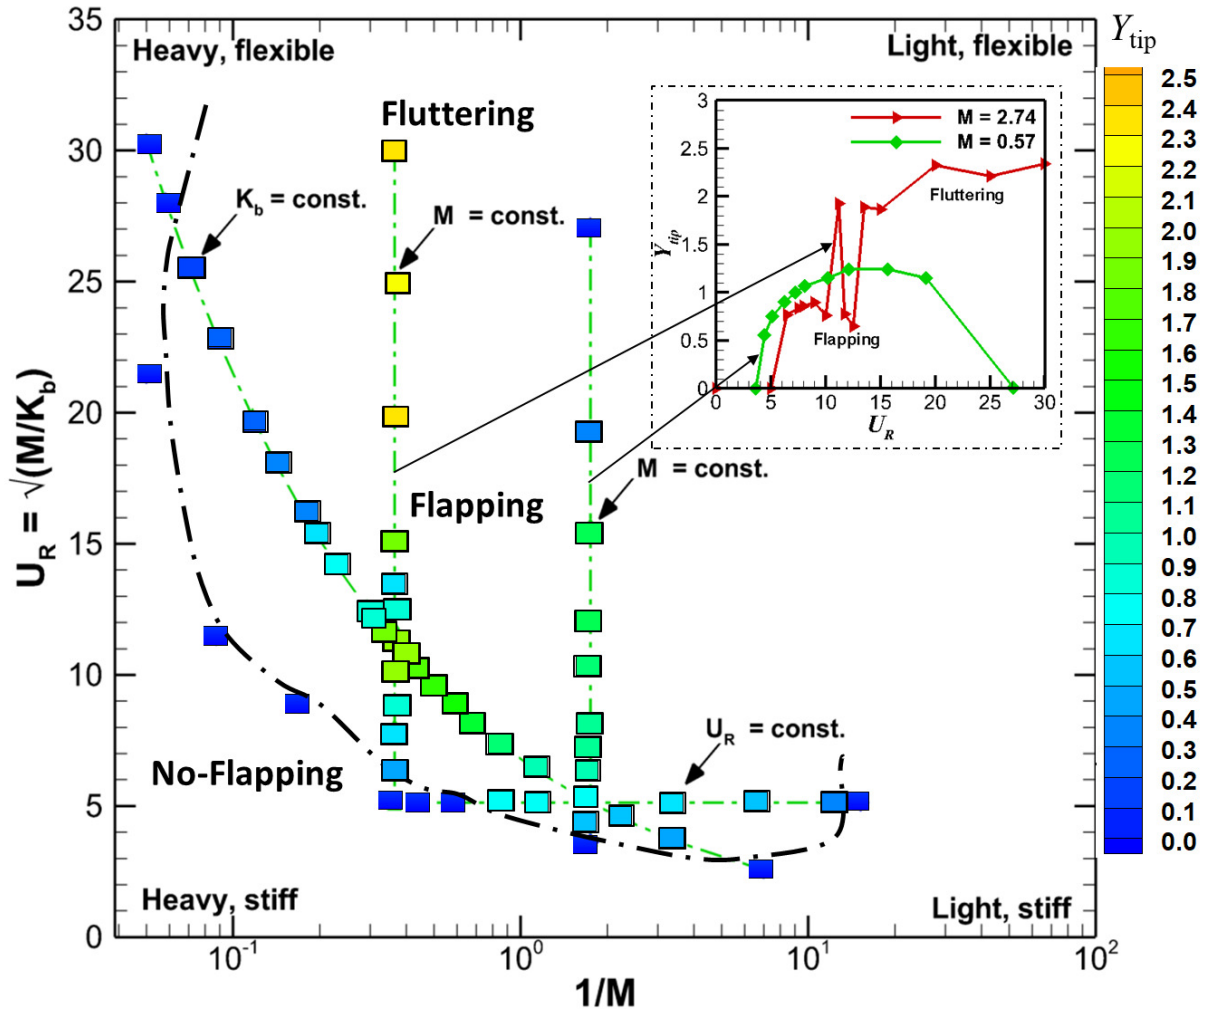 Y_tip
35
Heavy, flexible
Light, flexible
2.5
2.4
2.3
2.2
2.1
2.0
1.9
1.8
1.7
1.6
1.5
1.4
1.3
1.2
1.1
1.0
0.9
0.8
0.7
0.6
0.5
0.4
0.3
0.2
0.1
0.0
Fluttering
30
K_b = const.
M = const.
3
M = 2.74
M = 0.57
2.5
2
Fluttering
Y_tip
1.5
1
Flapping
0.5
0
0 5 10 15 20 25 30
U_R
25
20
U_R = √(M/K_b)
M = const.
Flapping
15
10
U_R = const.
No-Flapping
5
Heavy, stiff
Light, stiff
0
10^-1 10^0 10^1 10^2
1/M